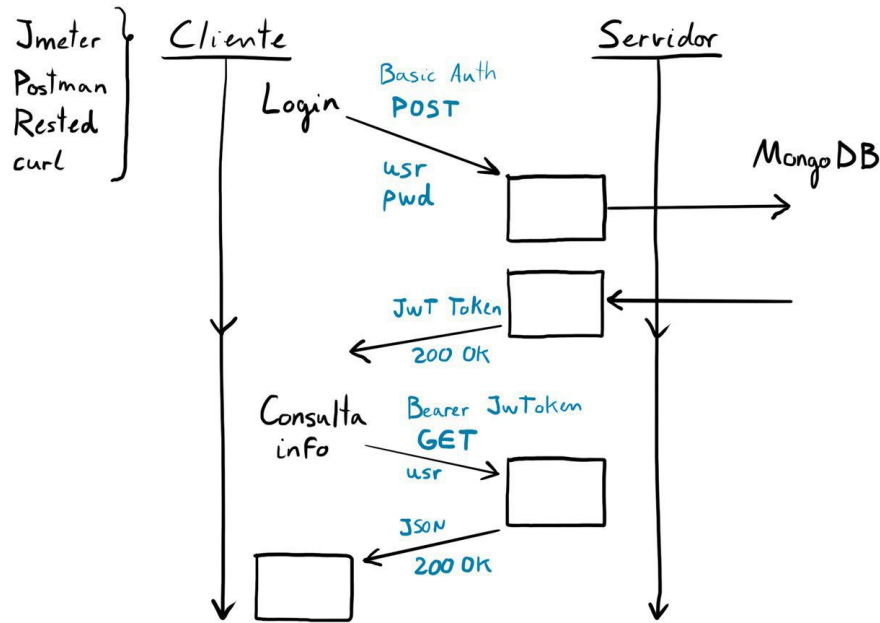 Jmeter
Postman
Rested
curl
Cliente
Servidor
Login
Basic Auth
POST
usr
pwd
MongoDB
JWT Token
200 OK
Consulta
info
Bearer JwToken
GET
usr
JSON
200 OK